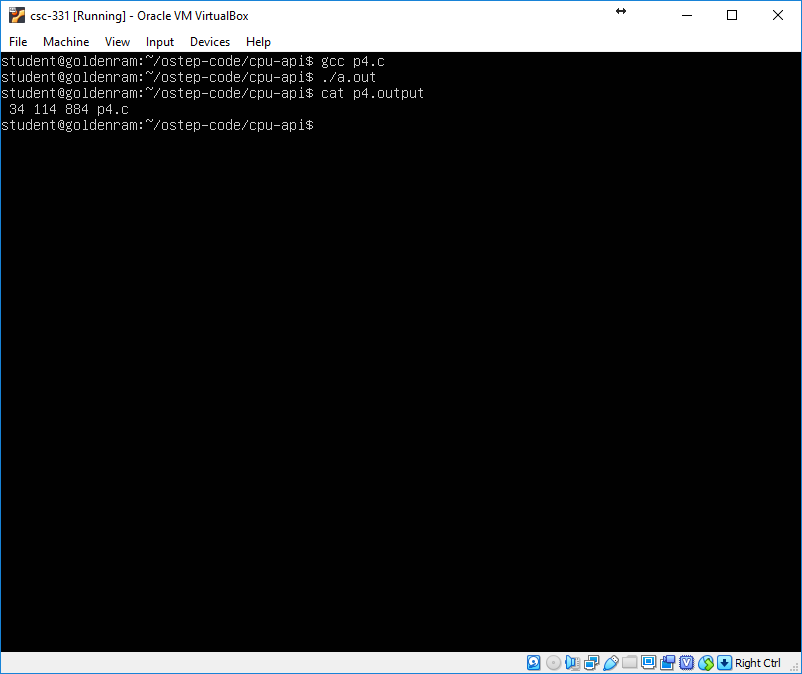 csc-331 [Running] - Oracle VM VirtualBox
File Machine View Input Devices Help
student@goldenram:~/ostep-code/cpu-api$ gcc p4.c
student@goldenram:~/ostep-code/cpu-api$ ./a.out
student@goldenram:~/ostep-code/cpu-api$ cat p4.output
 34 114 884 p4.c
student@goldenram:~/ostep-code/cpu-api$
Right Ctrl